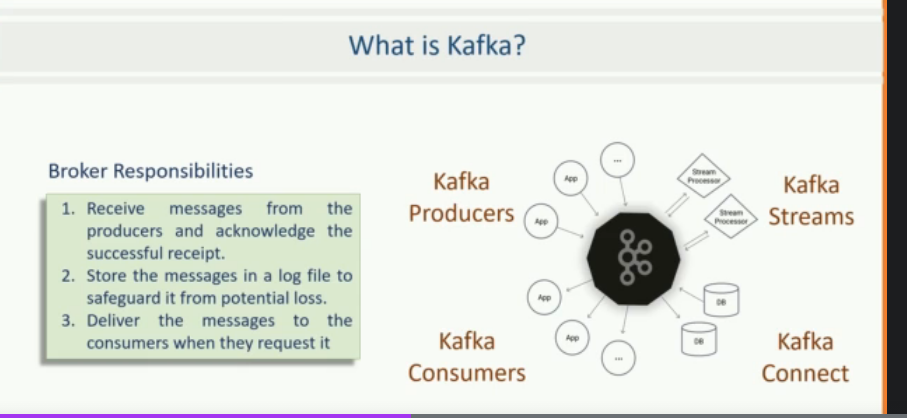 What is Kafka?
Broker Responsibilities
1. Receive messages from the
producers and acknowledge the
successful receipt.
2. Store the messages in a log file to
safeguard it from potential loss.
3. Deliver the messages to the
consumers when they request it
Kafka
Producers
...
App
App
Stream
Processor
Stream
Processor
Kafka
Streams
Kafka
Consumers
App
App
...
DB
DB
Kafka
Connect